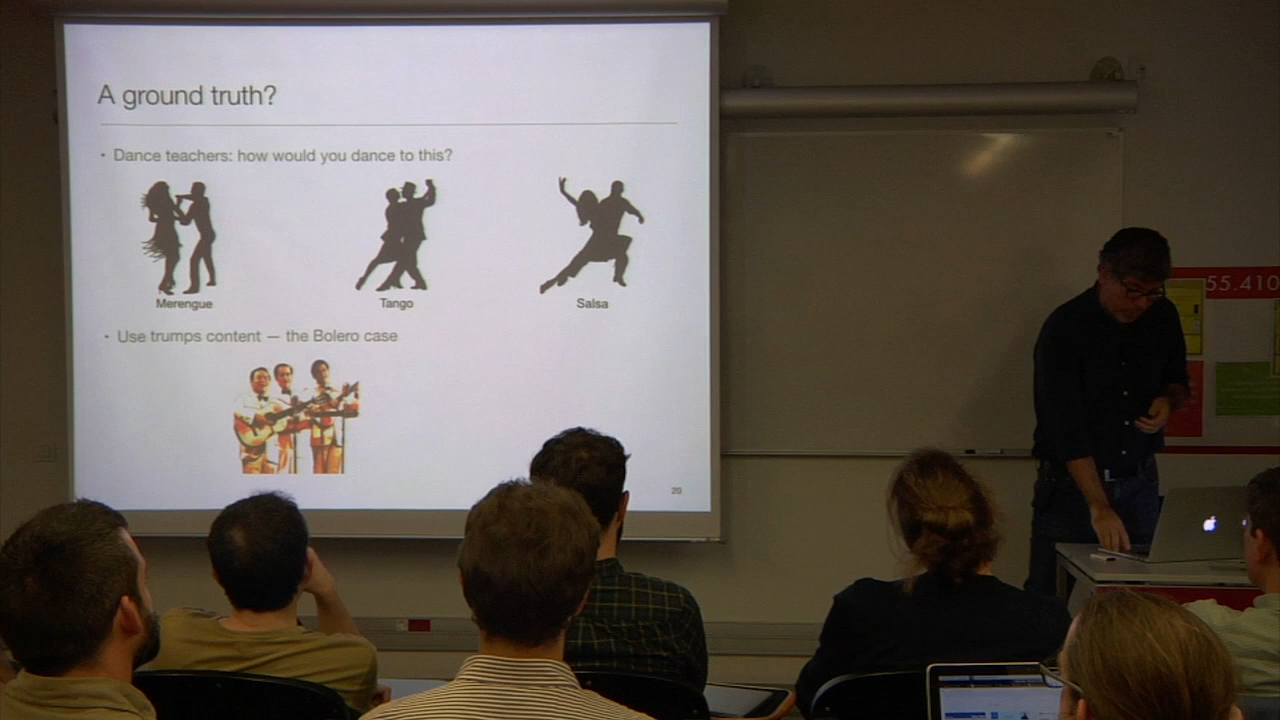 A ground truth?
• Dance teachers: how would you dance to this?
Merengue
Tango
Salsa
• Use trumps content — the Bolero case
20
55.410